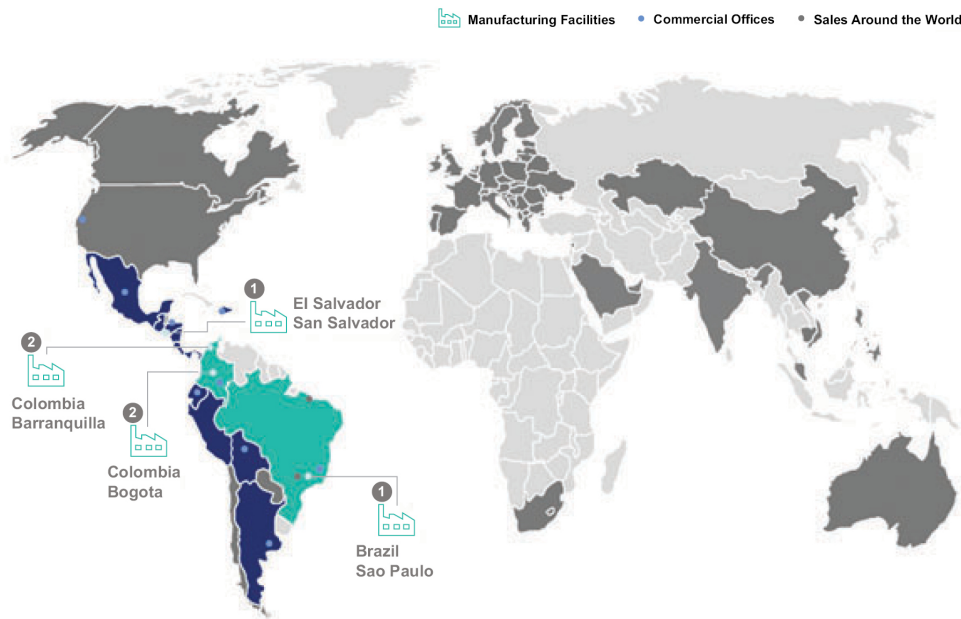 Manufacturing Facilities
Commercial Offices
Sales Around the World
1
El Salvador
San Salvador
2
Colombia
Barranquilla
2
Colombia
Bogota
1
Brazil
Sao Paulo